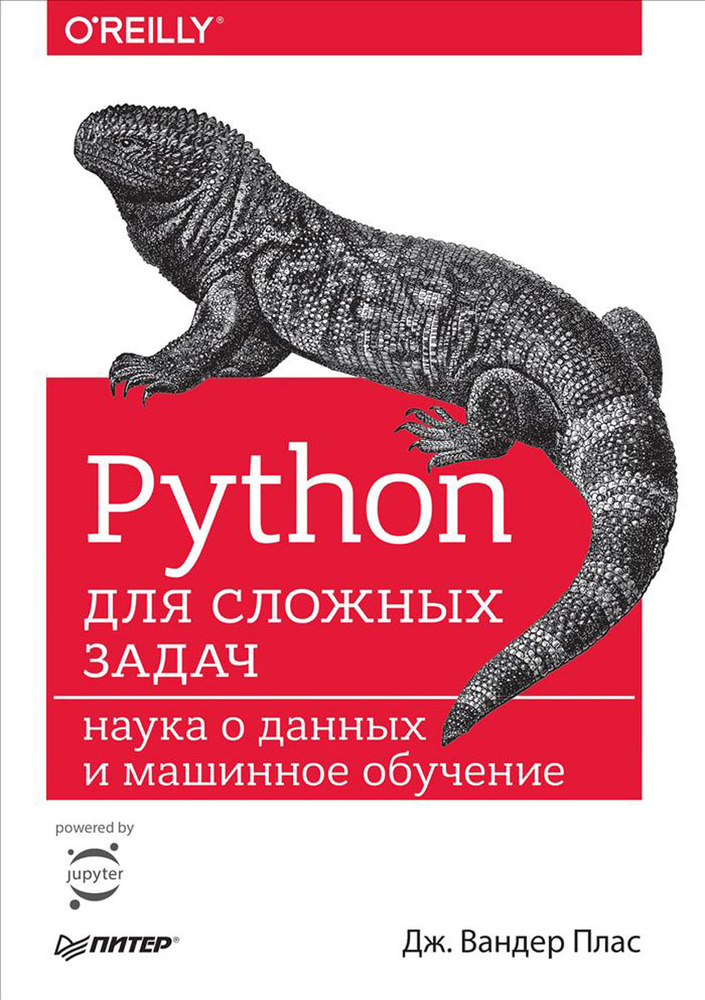 O'REILLY®
Python
для сложных
задач
наука о данных
и машинное обучение
powered by
jupyter
ПИТЕР®
Дж. Вандер Плас